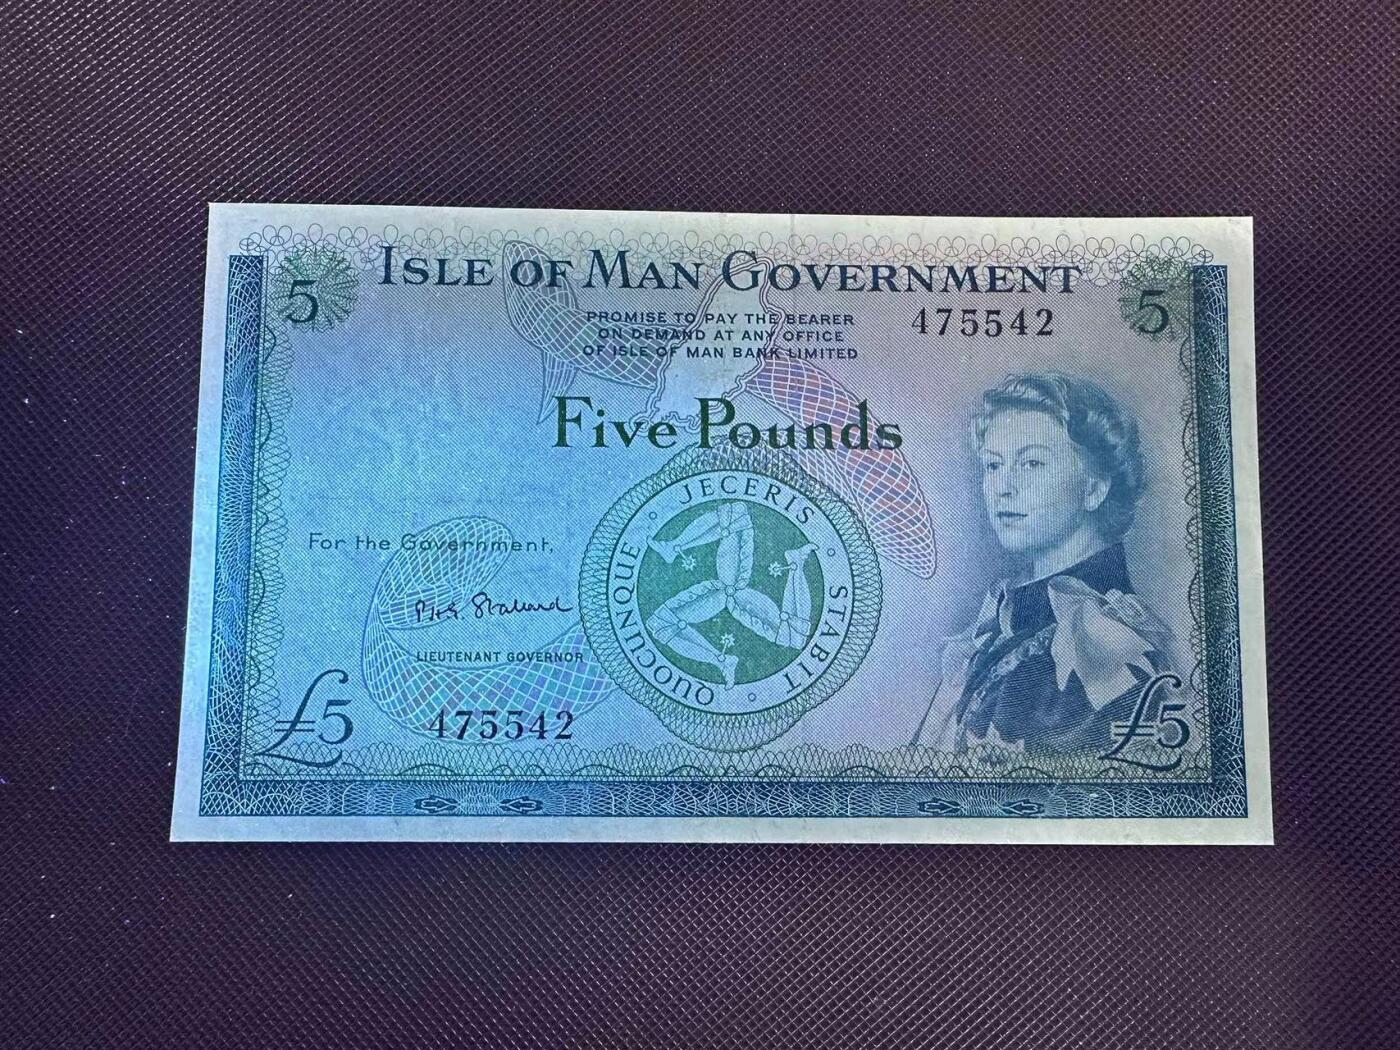 5 ISLE OF MAN GOVERNMENT 5
PROMISE TO PAY THE BEARER
475542
ON DEMAND AT ANY OFFICE
OF ISLE OF MAN BANK LIMITED
Five Pounds
QUOCUNQUE · JECERIS · STABIT ·
For the Government,
LIEUTENANT GOVERNOR
£5 475542 £5